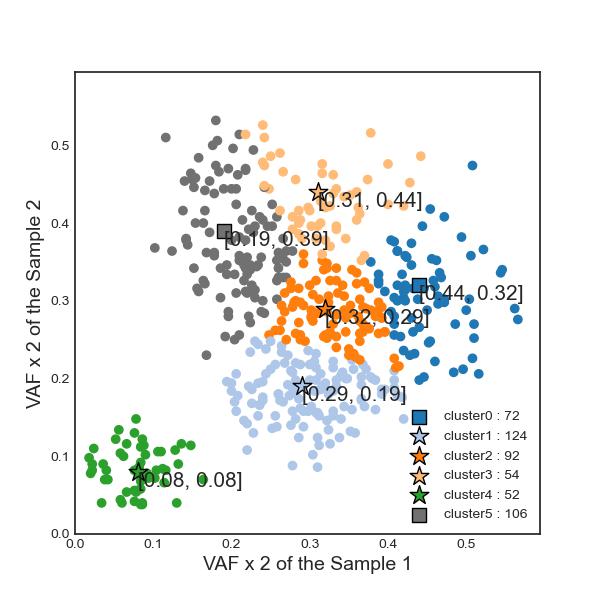 0.5
0.4
0.3
0.2
0.1
0.0
VAF x 2 of the Sample 2
[0.31, 0.44]
[0.19, 0.39]
[0.44, 0.32]
[0.32, 0.29]
[0.29, 0.19]
[0.08, 0.08]
cluster0 : 72
cluster1 : 124
cluster2 : 92
cluster3 : 54
cluster4 : 52
cluster5 : 106
0.0 0.1 0.2 0.3 0.4 0.5
VAF x 2 of the Sample 1